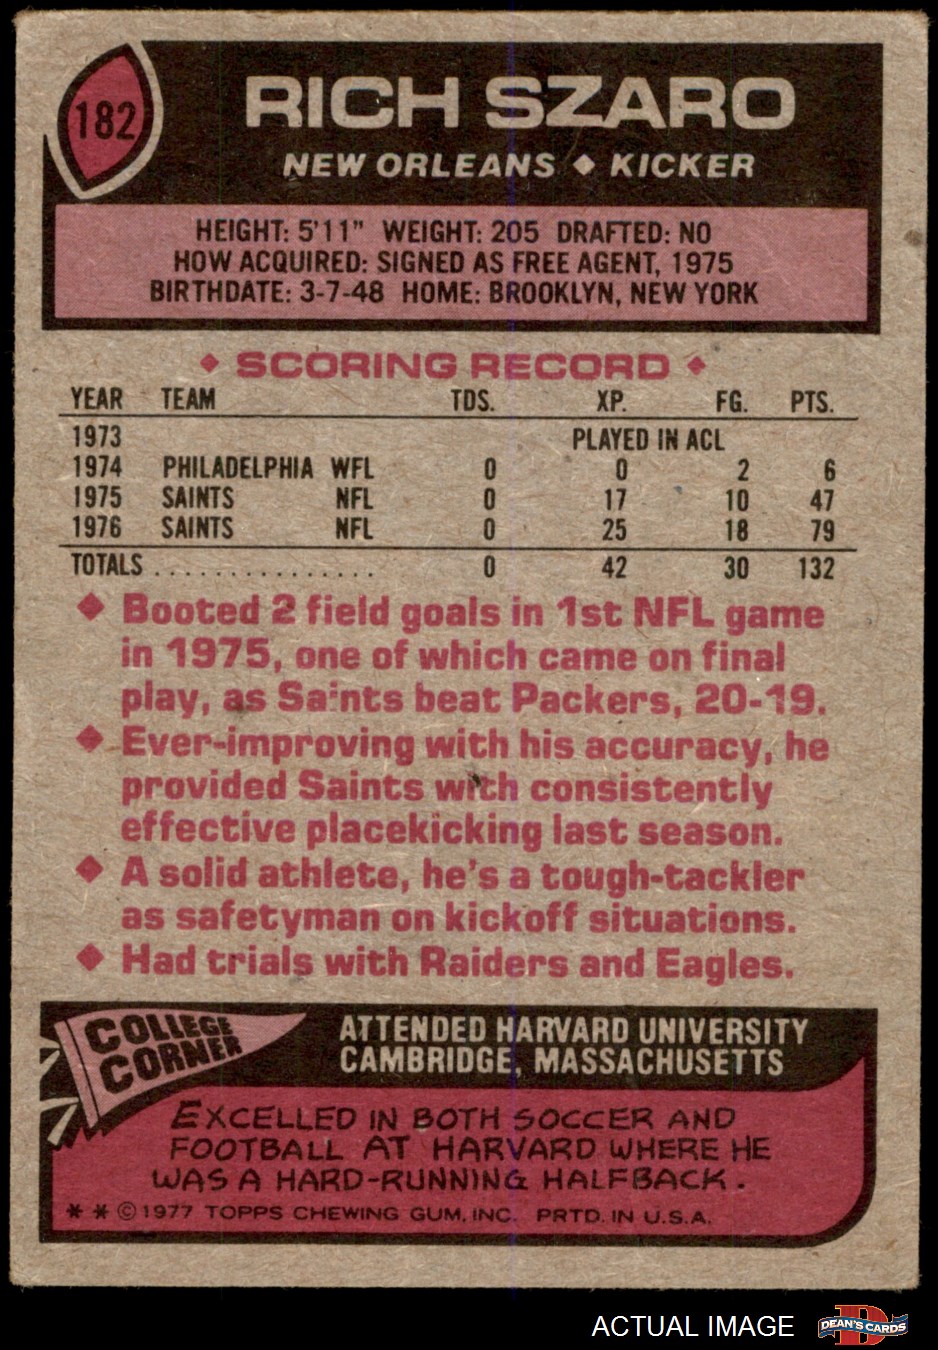 182
RICH SZARO
NEW ORLEANS ◆ KICKER
HEIGHT: 5'11" WEIGHT: 205 DRAFTED: NO
HOW ACQUIRED: SIGNED AS FREE AGENT, 1975
BIRTHDATE: 3-7-48 HOME: BROOKLYN, NEW YORK
◆ SCORING RECORD ◆
YEAR TEAM TDS. XP. FG. PTS.
1973 PLAYED IN ACL
1974 PHILADELPHIA WFL 0 0 2 6
1975 SAINTS NFL 0 17 10 47
1976 SAINTS NFL 0 25 18 79
TOTALS . . . . . . . . . . . . . . . 0 42 30 132
◆ Booted 2 field goals in 1st NFL game
in 1975, one of which came on final
play, as Saints beat Packers, 20-19.
◆ Ever-improving with his accuracy, he
provided Saints with consistently
effective placekicking last season.
◆ A solid athlete, he's a tough-tackler
as safetyman on kickoff situations.
◆ Had trials with Raiders and Eagles.
COLLEGE
CORNER
ATTENDED HARVARD UNIVERSITY
CAMBRIDGE, MASSACHUSETTS
EXCELLED IN BOTH SOCCER AND
FOOTBALL AT HARVARD WHERE HE
WAS A HARD-RUNNING HALFBACK.
* * © 1977 TOPPS CHEWING GUM, INC. PRTD. IN U.S.A.
ACTUAL IMAGE
D
DEAN'S CARDS